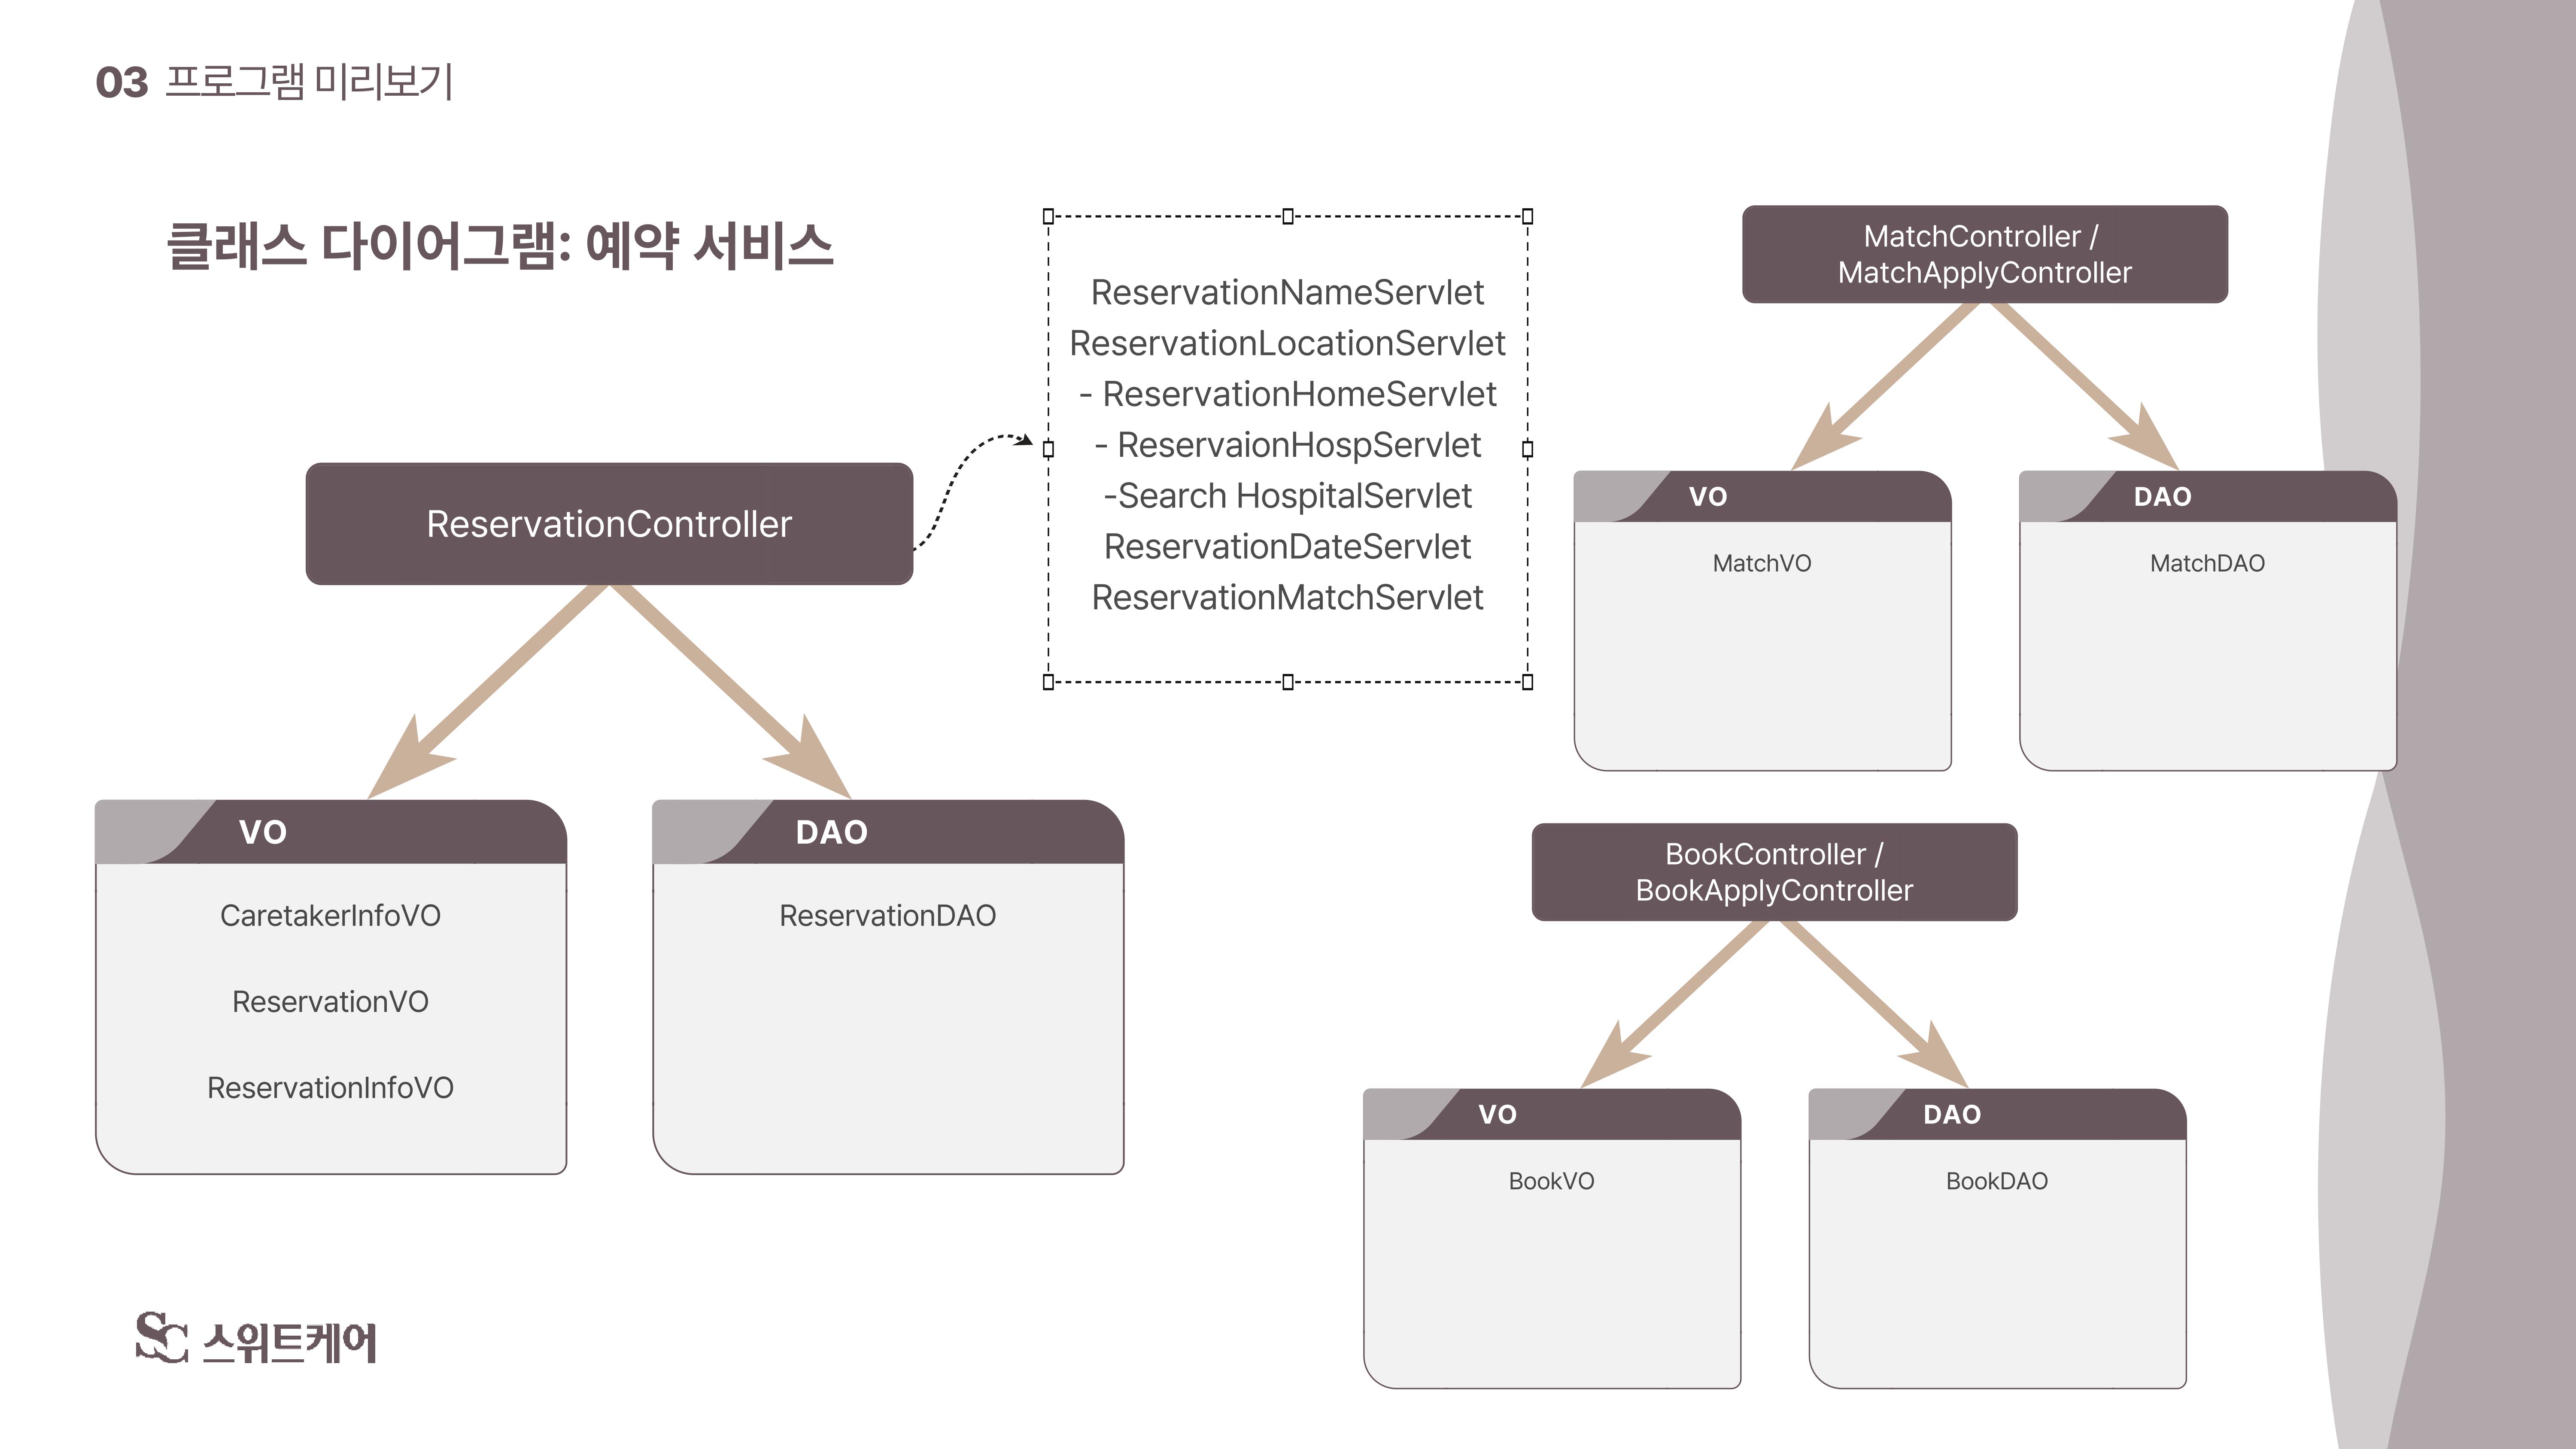 03 프로그램 미리보기
클래스 다이어그램: 예약 서비스
ReservationController
VO
CaretakerInfoVO
ReservationVO
ReservationInfoVO
DAO
ReservationDAO
ReservationNameServlet
ReservationLocationServlet
- ReservationHomeServlet
- ReservaionHospServlet
-Search HospitalServlet
ReservationDateServlet
ReservationMatchServlet
MatchController /
MatchApplyController
VO
MatchVO
DAO
MatchDAO
BookController /
BookApplyController
VO
BookVO
DAO
BookDAO
SC 스위트케어